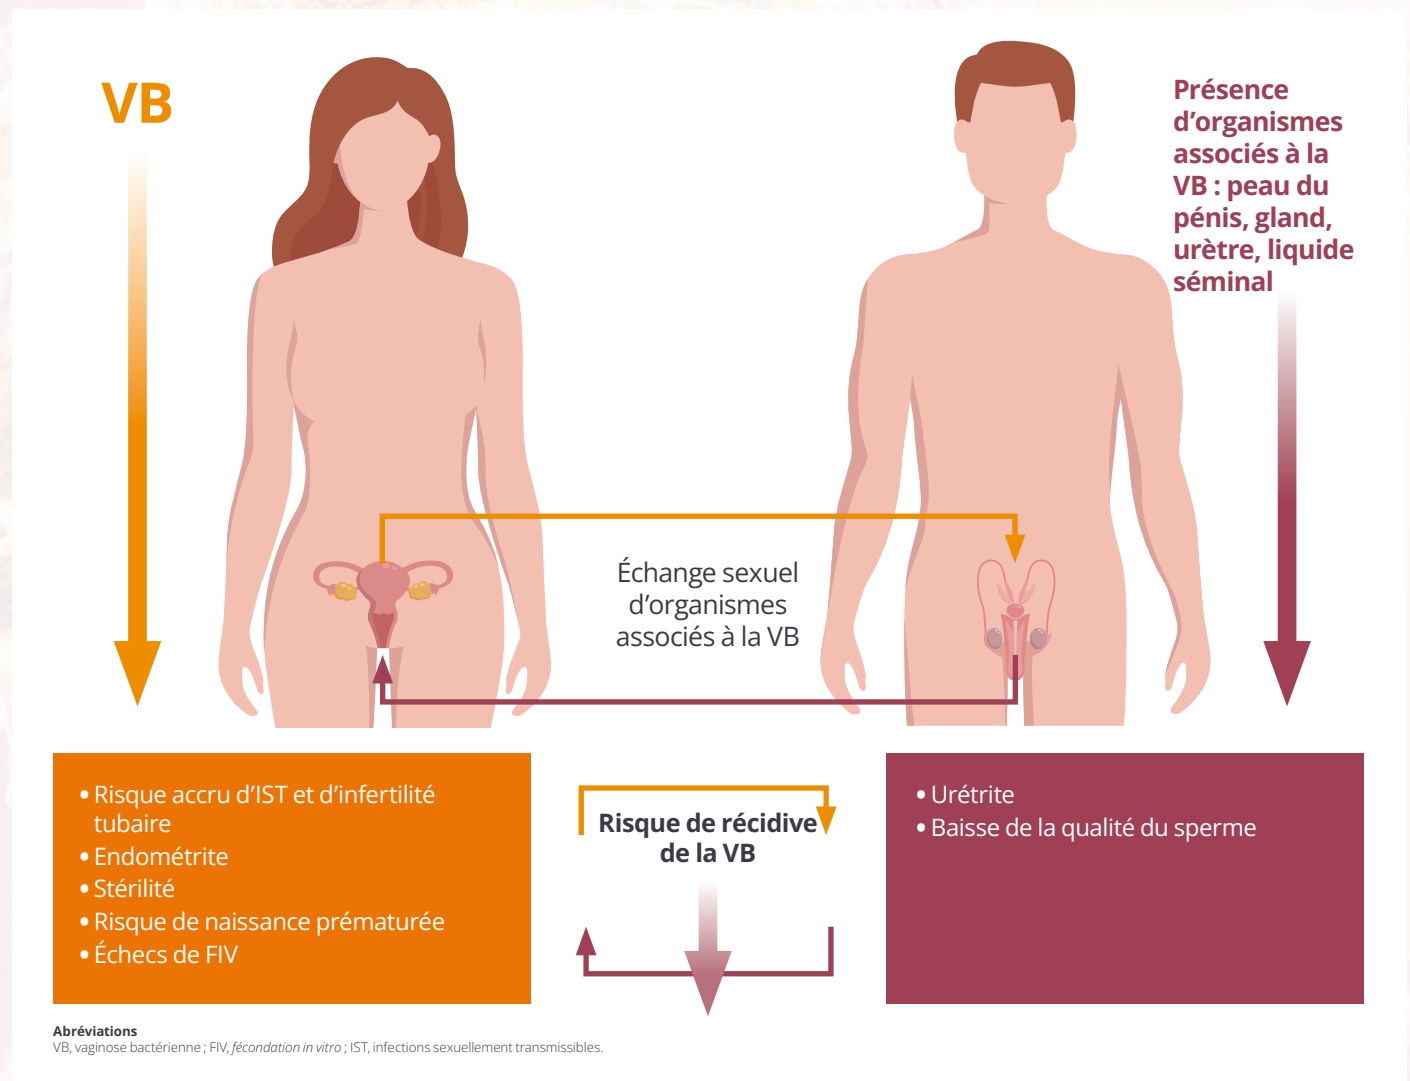 VB
Présence
d’organismes
associés à la
VB : peau du
pénis, gland,
urètre, liquide
séminal
Échange sexuel
d’organismes
associés à la VB
• Risque accru d’IST et d’infertilité
tubaire
• Endométrite
• Stérilité
• Risque de naissance prématurée
• Échecs de FIV
Risque de récidive
de la VB
• Urétrite
• Baisse de la qualité du sperme
Abréviations
VB, vaginose bactérienne ; FIV, fécondation in vitro ; IST, infections sexuellement transmissibles.